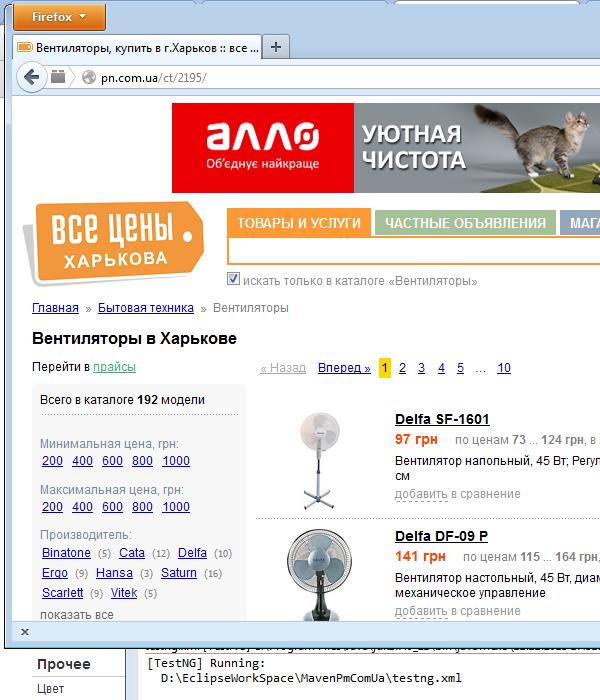 Firefox
Вентиляторы, купить в г.Харьков :: все ...
pn.com.ua/ct/2195/
алло
Об'єднує найкраще
УЮТНАЯ
ЧИСТОТА
ВСЕ ЦЕНЫ
ХАРЬКОВА
ТОВАРЫ И УСЛУГИ
ЧАСТНЫЕ ОБЪЯВЛЕНИЯ
МАГА
искать только в каталоге «Вентиляторы»
Главная » Бытовая техника » Вентиляторы
Вентиляторы в Харькове
Перейти в прайсы
« Назад Вперед » 1 2 3 4 5 ... 10
Всего в каталоге 192 модели
Минимальная цена, грн:
200 400 600 800 1000
Максимальная цена, грн:
200 400 600 800 1000
Производитель:
Binatone (5) Cata (12) Delfa (10)
Ergo (9) Hansa (3) Saturn (16)
Scarlett (9) Vitek (5)
показать все
Delfa SF-1601
97 грн по ценам 73 ... 124 грн, в
Вентилятор напольный, 45 Вт; Регул
см
добавить в сравнение
Delfa DF-09 P
141 грн по ценам 115 ... 164 грн,
Вентилятор настольный, 45 Вт, диам
механическое управление
добавить в сравнение
x
Прочее
Цвет
[TestNG] Running:
D:\EclipseWorkSpace\MavenPmComUa\testng.xml